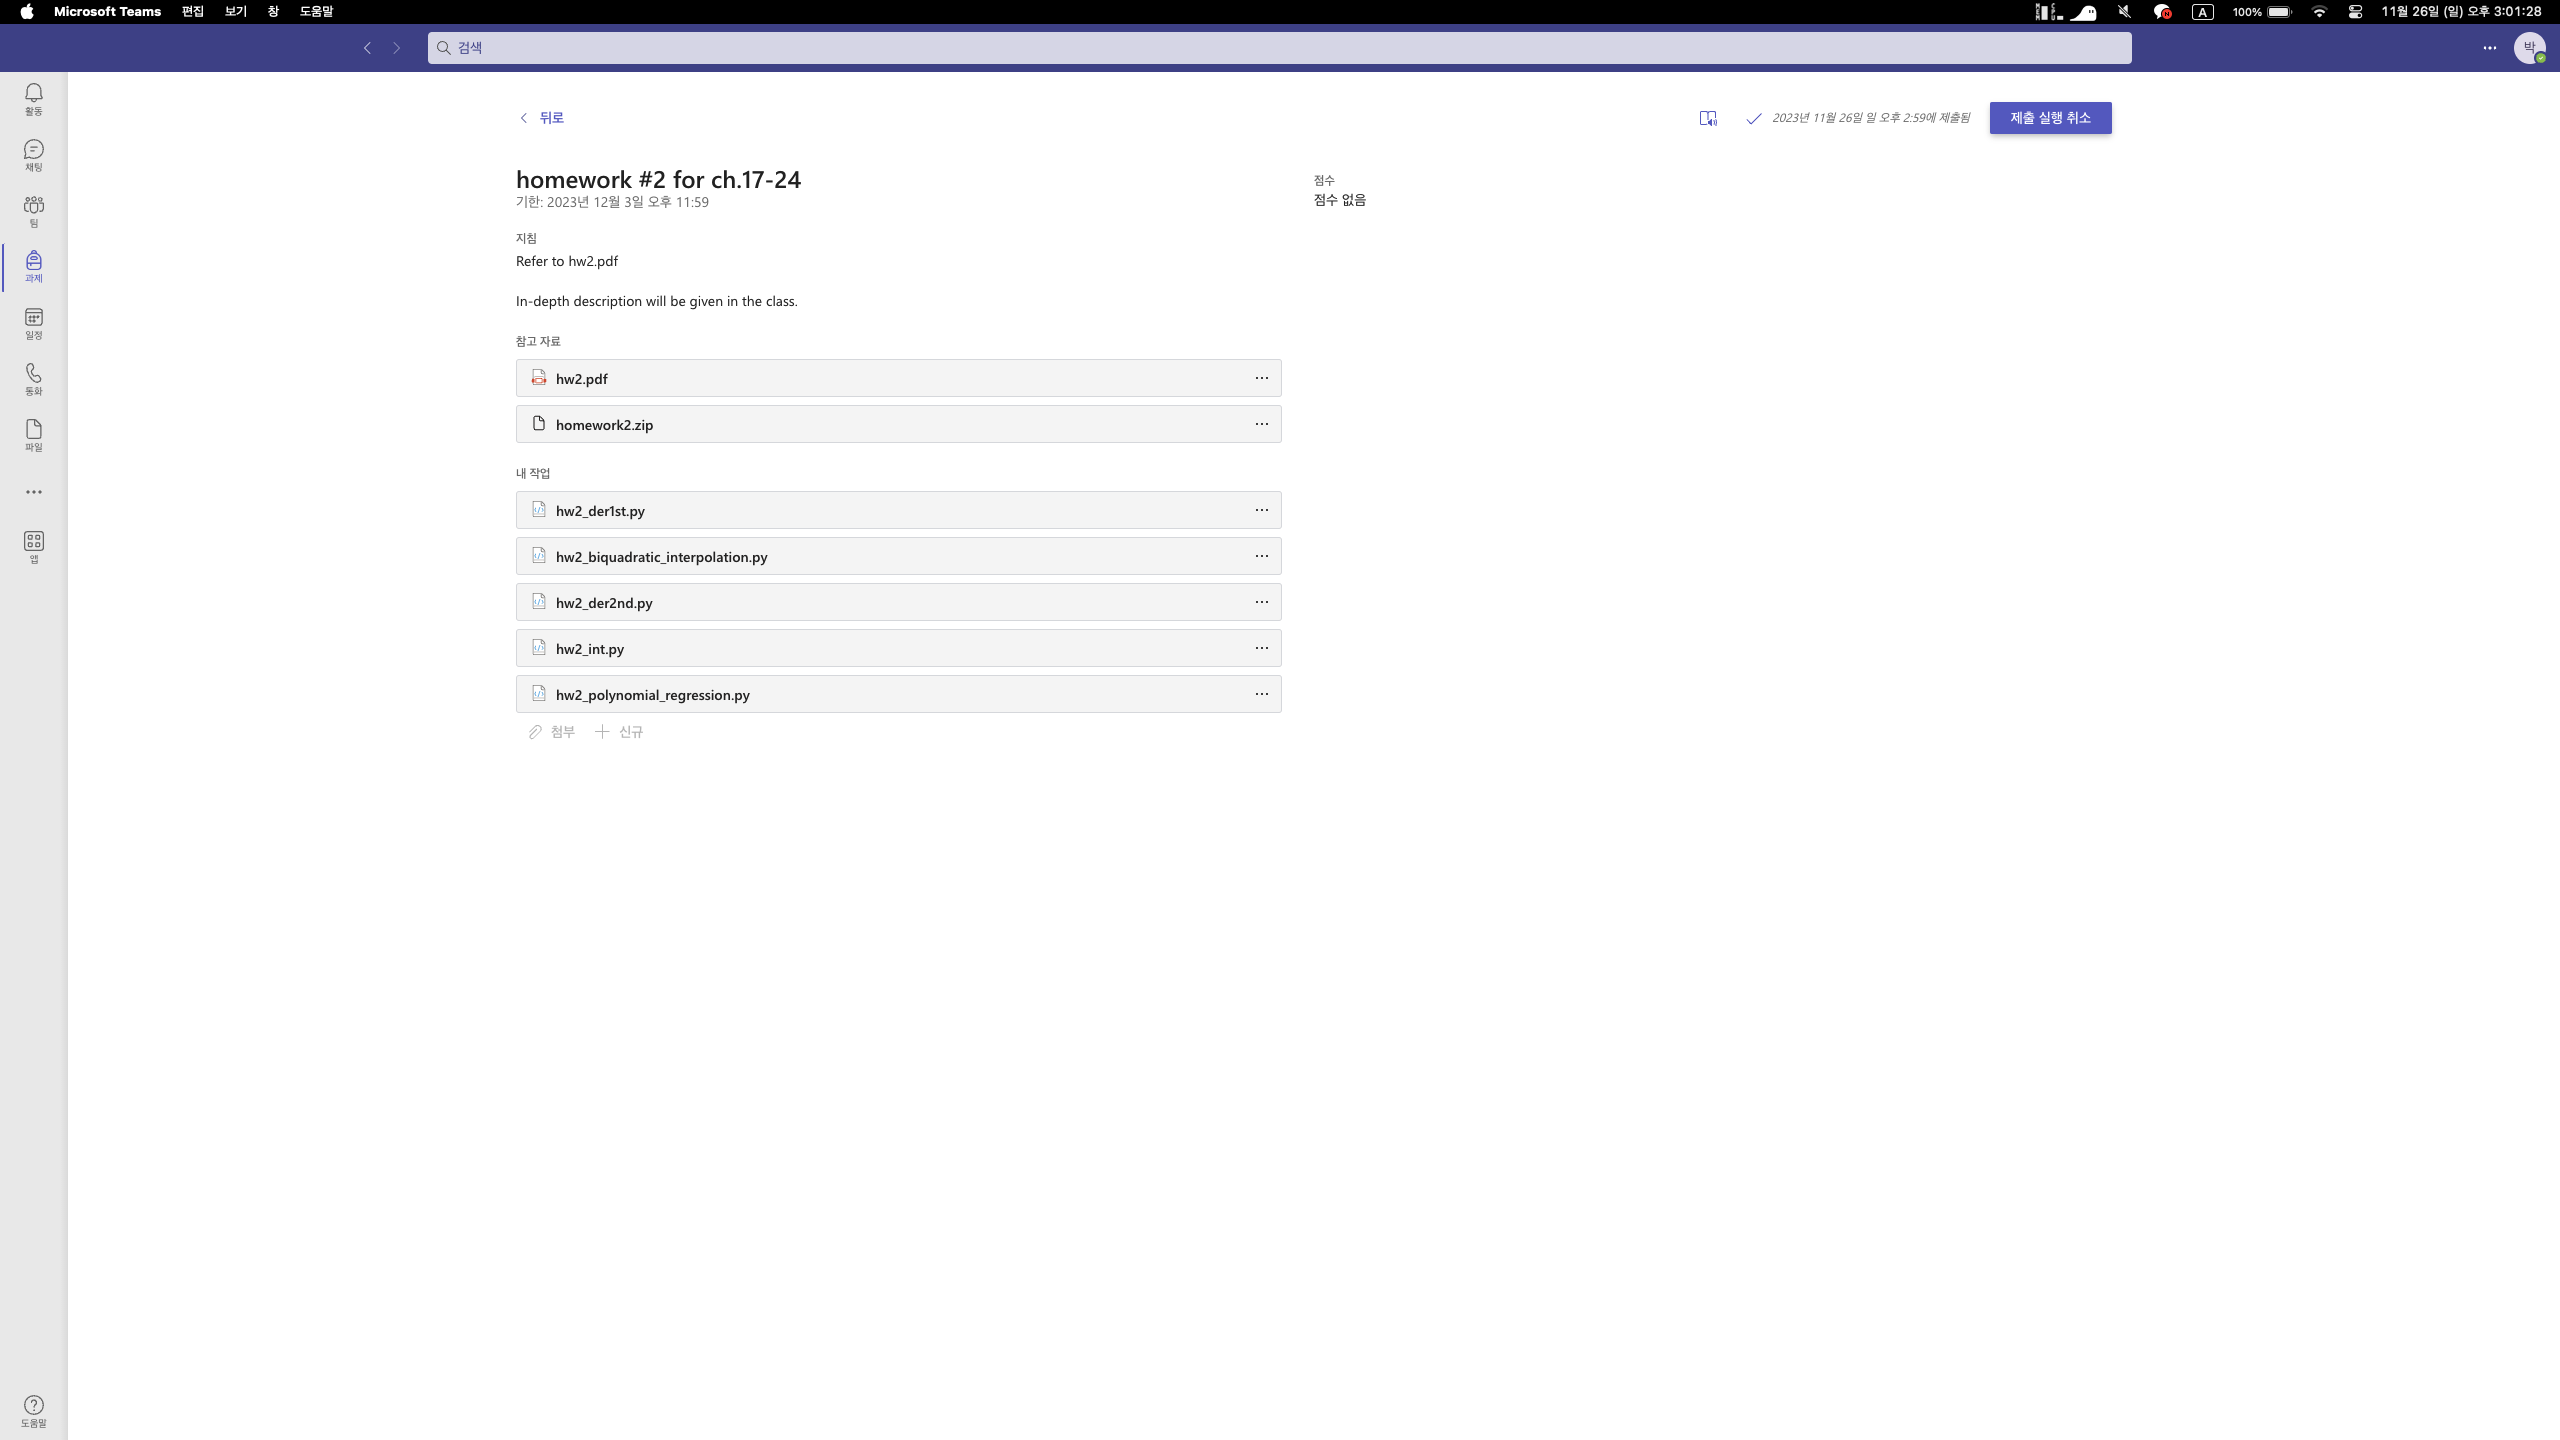 Microsoft Teams 편집 보기 창 도움말
A 100% 11월 26일 (일) 오후 3:01:28
검색
박
활동
채팅
팀
과제
일정
통화
파일
앱
도움말
뒤로
2023년 11월 26일 일 오후 2:59에 제출됨
제출 실행 취소
homework #2 for ch.17-24
기한: 2023년 12월 3일 오후 11:59
점수
점수 없음
지침
Refer to hw2.pdf
In-depth description will be given in the class.
참고 자료
hw2.pdf
homework2.zip
내 작업
hw2_der1st.py
hw2_biquadratic_interpolation.py
hw2_der2nd.py
hw2_int.py
hw2_polynomial_regression.py
첨부 신규